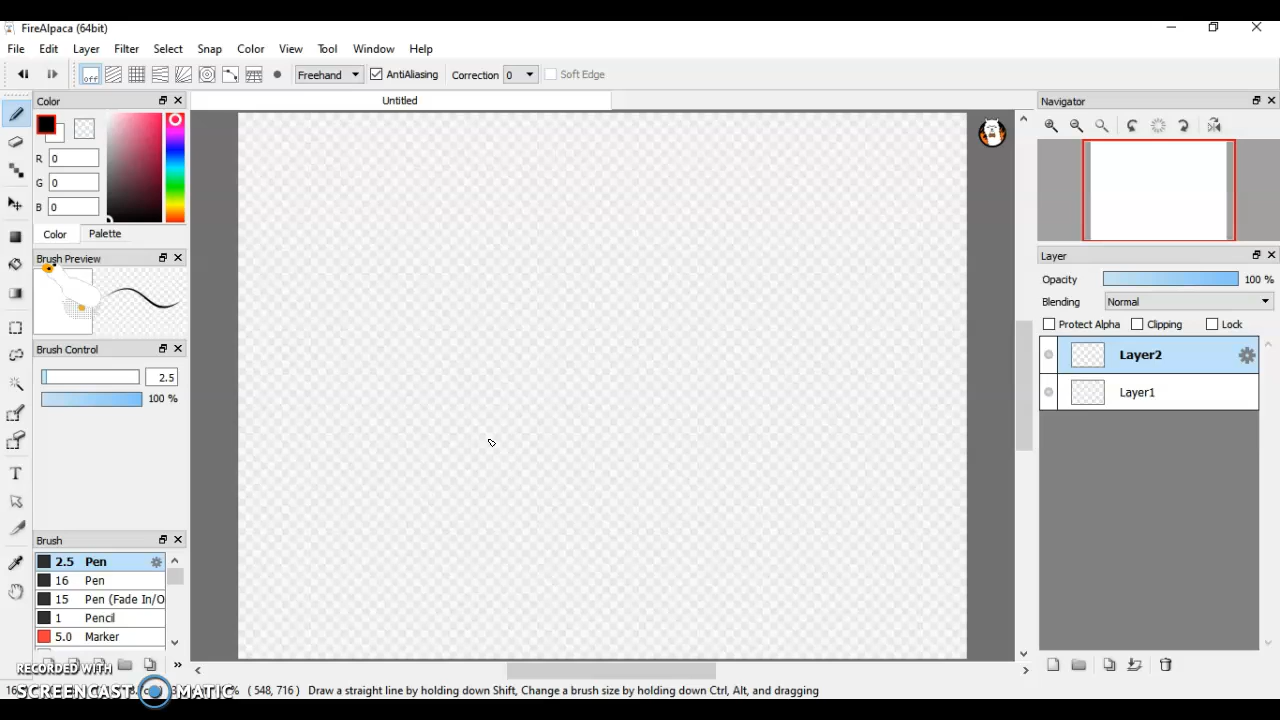 FireAlpaca (64bit)
File Edit Layer Filter Select Snap Color View Tool Window Help
off Freehand AntiAliasing Correction 0 Soft Edge
Color
Untitled
Navigator
R 0
G 0
B 0
Color Palette
Brush Preview
Layer
Opacity 100 %
Blending Normal
Protect Alpha Clipping Lock
Brush Control
2.5
100 %
Layer2
Layer1
T
Brush
2.5 Pen
16 Pen
15 Pen (Fade In/O
1 Pencil
5.0 Marker
RECORDED WITH
SCREENCAST MATIC
% ( 548, 716 ) Draw a straight line by holding down Shift, Change a brush size by holding down Ctrl, Alt, and dragging